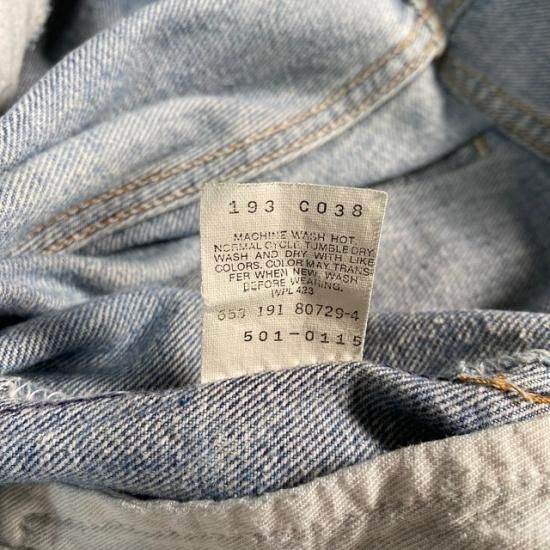 193 C038
MACHINE WASH HOT
NORMAL CYCLE. TUMBLE DRY
WASH AND DRY WITH LIKE
COLORS. COLOR MAY TRANS-
FER WHEN NEW. WASH
BEFORE WEARING.
WPL 423
653 191 80729-4
501-0115